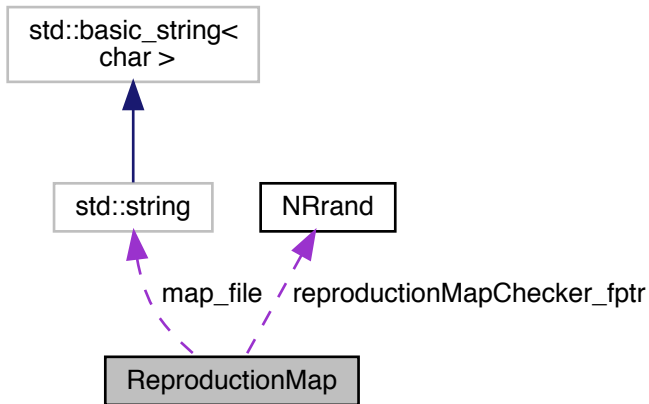 std::basic_string<
char >
std::string
NRrand
map_file
reproductionMapChecker_fptr
ReproductionMap